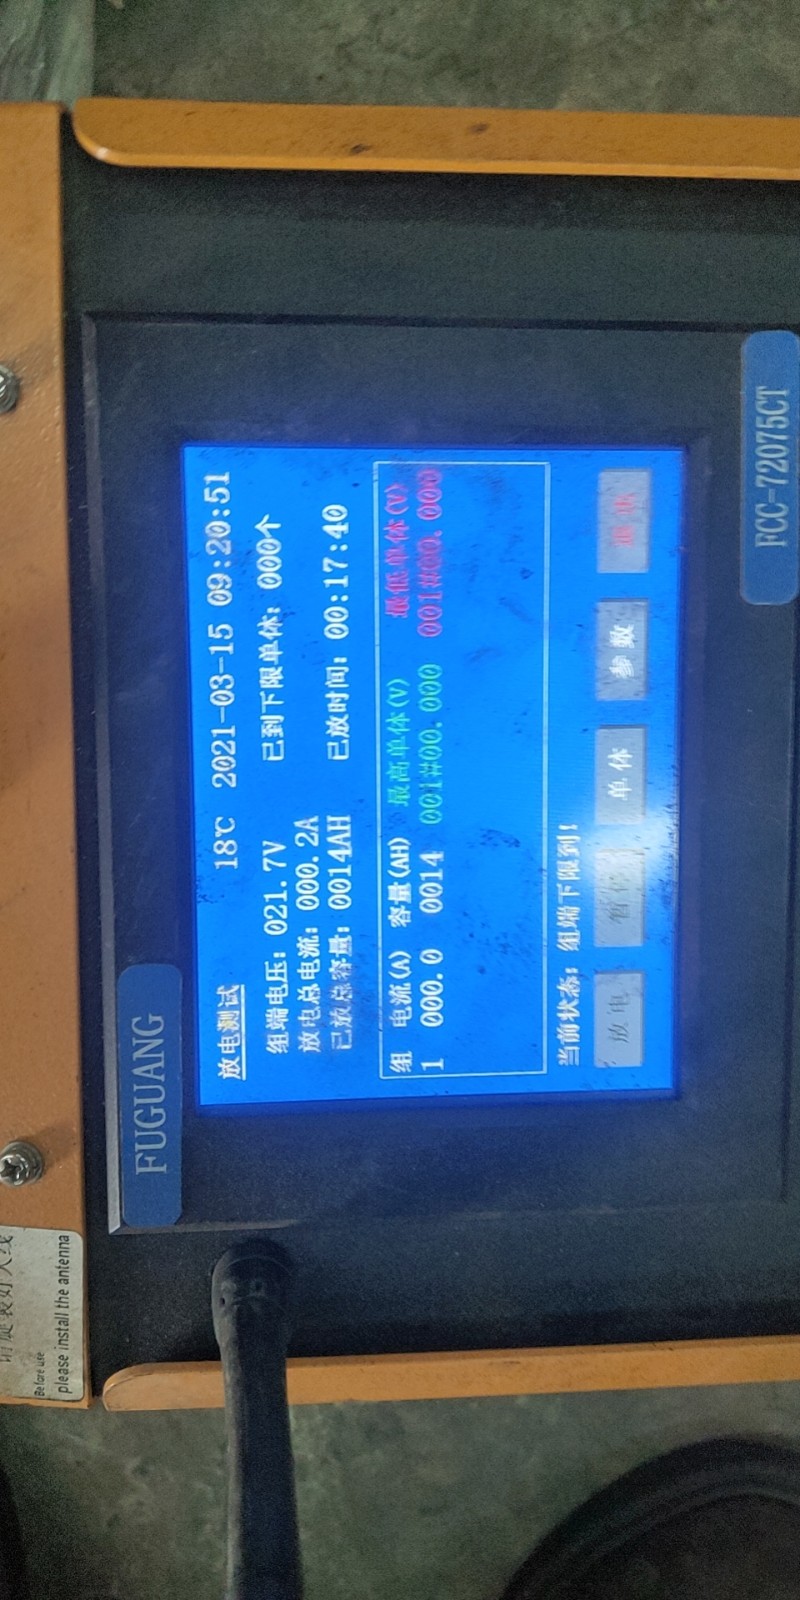 FUGUANG
放电测试 18℃ 2021-03-15 09:20:51
组端电压: 021.7V 已到下限单体: 000个
放电总电流: 000.2A
已放总容量: 0014AH 已放时间: 00:17:40
组 电流(A) 容量(AH) 最高单体(V) 最低单体(V)
1 000.0 0014 001#00.000 001#00.000
当前状态: 组端下限到!
放电 暂停 单体 参数
FCC-72075CT
Before use
please install the antenna